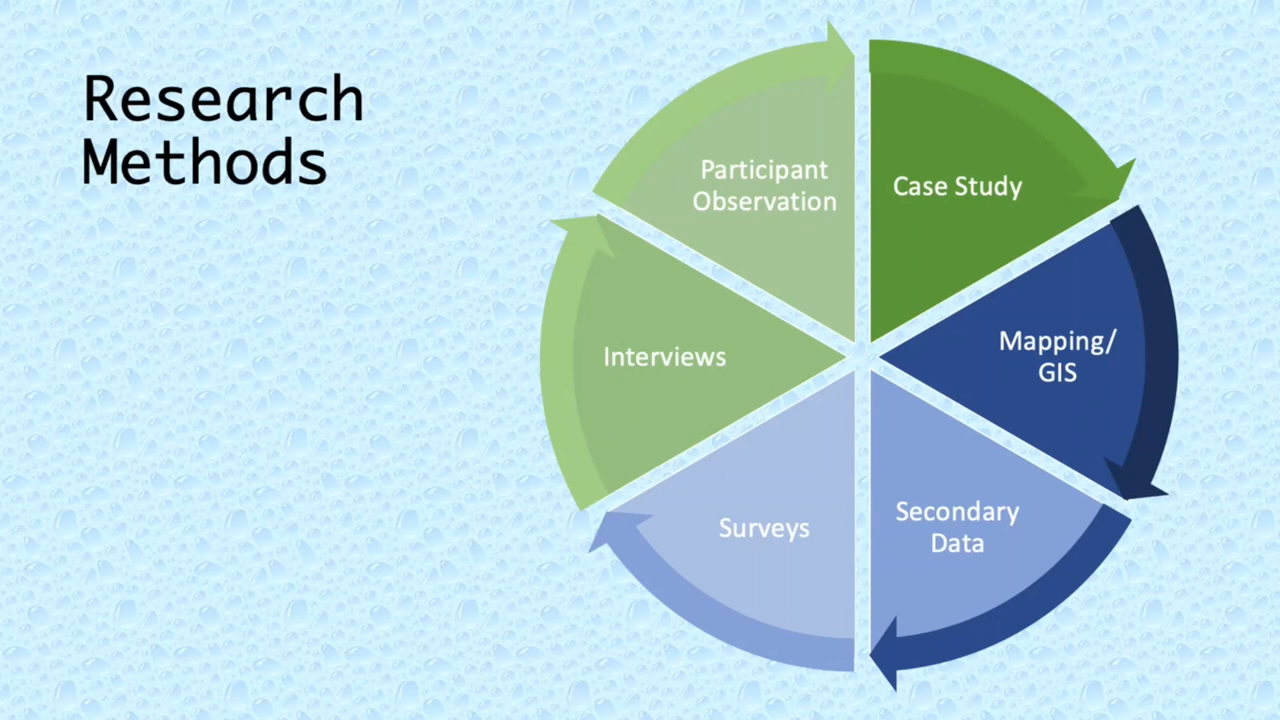 Research
Methods
Participant
Observation
Case Study
Interviews
Mapping/
GIS
Surveys
Secondary
Data